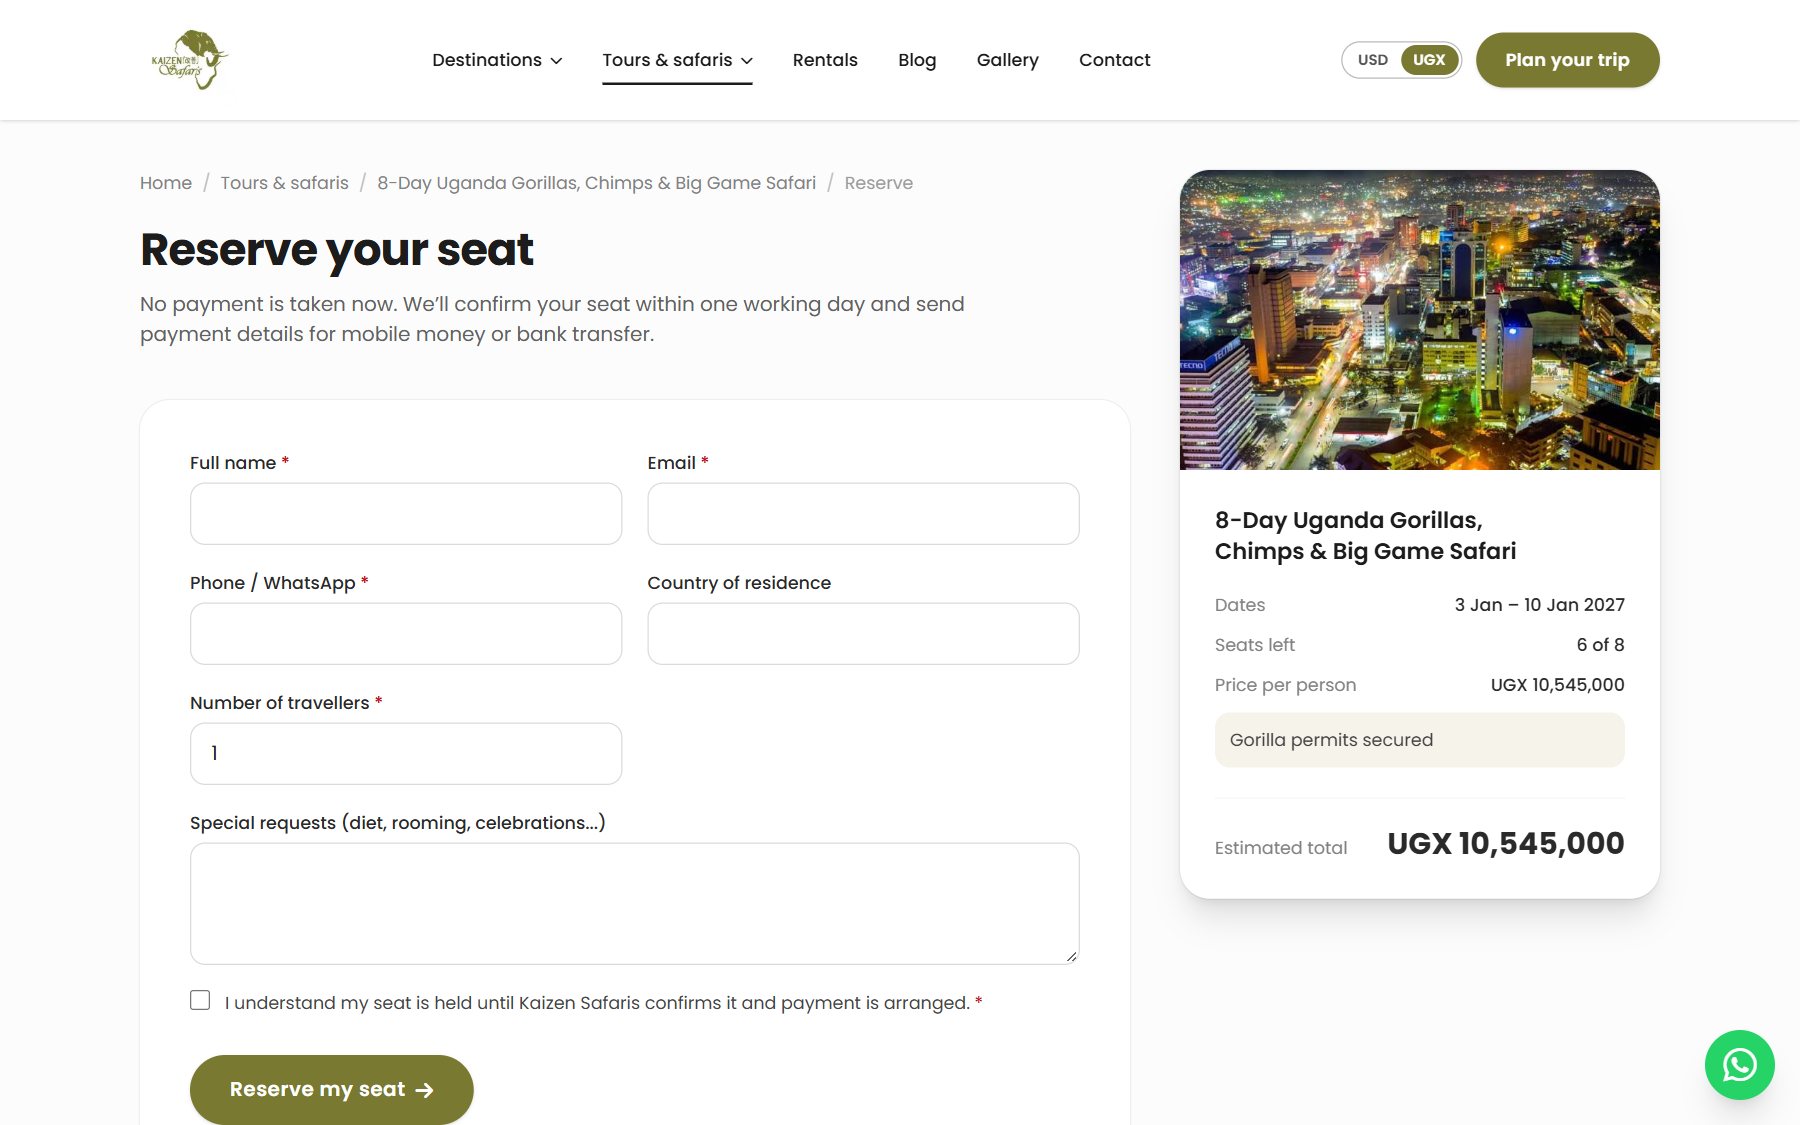 KAIZEN
Safari's
Destinations
Tours & safaris
Rentals
Blog
Gallery
Contact
USD
UGX
Plan your trip
Home / Tours & safaris / 8-Day Uganda Gorillas, Chimps & Big Game Safari / Reserve
Reserve your seat
No payment is taken now. We'll confirm your seat within one working day and send
payment details for mobile money or bank transfer.
Full name *
Email *
Phone / WhatsApp *
Country of residence
Number of travellers *
1
Special requests (diet, rooming, celebrations...)
I understand my seat is held until Kaizen Safaris confirms it and payment is arranged. *
Reserve my seat →
TECNO
TECNO
8-Day Uganda Gorillas,
Chimps & Big Game Safari
Dates 3 Jan – 10 Jan 2027
Seats left 6 of 8
Price per person UGX 10,545,000
Gorilla permits secured
Estimated total UGX 10,545,000